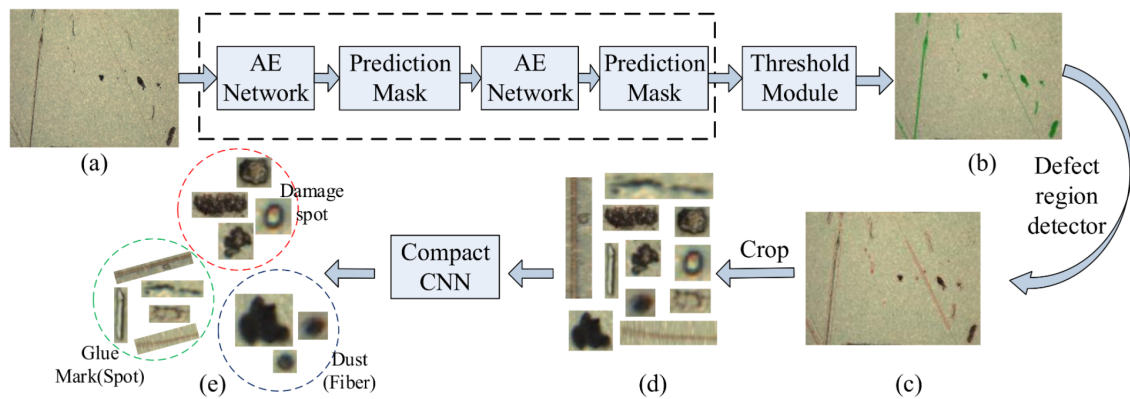 AE
Network
Prediction
Mask
AE
Network
Prediction
Mask
Threshold
Module
(a)
(b)
Defect
region
detector
Damage
spot
Compact
CNN
Crop
Glue
Mark(Spot)
(e)
Dust
(Fiber)
(d)
(c)